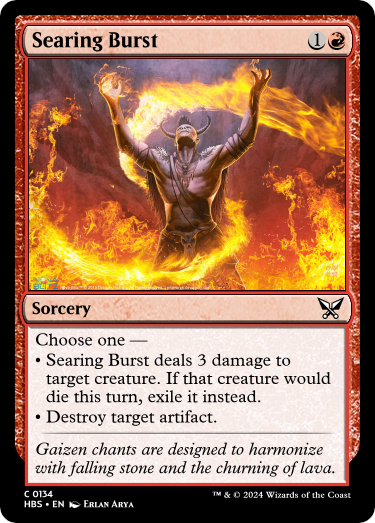 Searing Burst
1
Sorcery
Choose one —
• Searing Burst deals 3 damage to
target creature. If that creature would
die this turn, exile it instead.
• Destroy target artifact.
Gaizen chants are designed to harmonize
with falling stone and the churning of lava.
C 0134
HBS • EN Erlan Arya
™ & © 2024 Wizards of the Coast